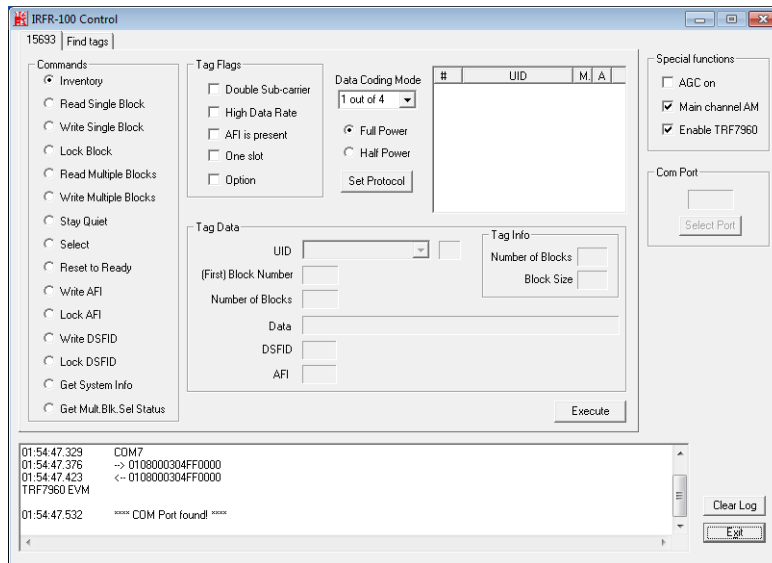 IRFR-100 Control
15693
Find tags
Commands
Inventory
Read Single Block
Write Single Block
Lock Block
Read Multiple Blocks
Write Multiple Blocks
Stay Quiet
Select
Reset to Ready
Write AFI
Lock AFI
Write DSFID
Lock DSFID
Get System Info
Get Mult.Blk.Sel Status
Tag Flags
Double Sub-carrier
High Data Rate
AFI is present
One slot
Option
Data Coding Mode
1 out of 4
Full Power
Half Power
Set Protocol
# UID M. A
Special functions
AGC on
Main channel AM
Enable TRF7960
Com Port
Select Port
Tag Data
UID
(First) Block Number
Number of Blocks
Data
DSFID
AFI
Tag Info
Number of Blocks
Block Size
Execute
01:54:47.329 COM7
01:54:47.376 --> 0108000304FF0000
01:54:47.423 <-- 0108000304FF0000
TRF7960 EVM
01:54:47.532 **** COM Port found! ****
Clear Log
Exit